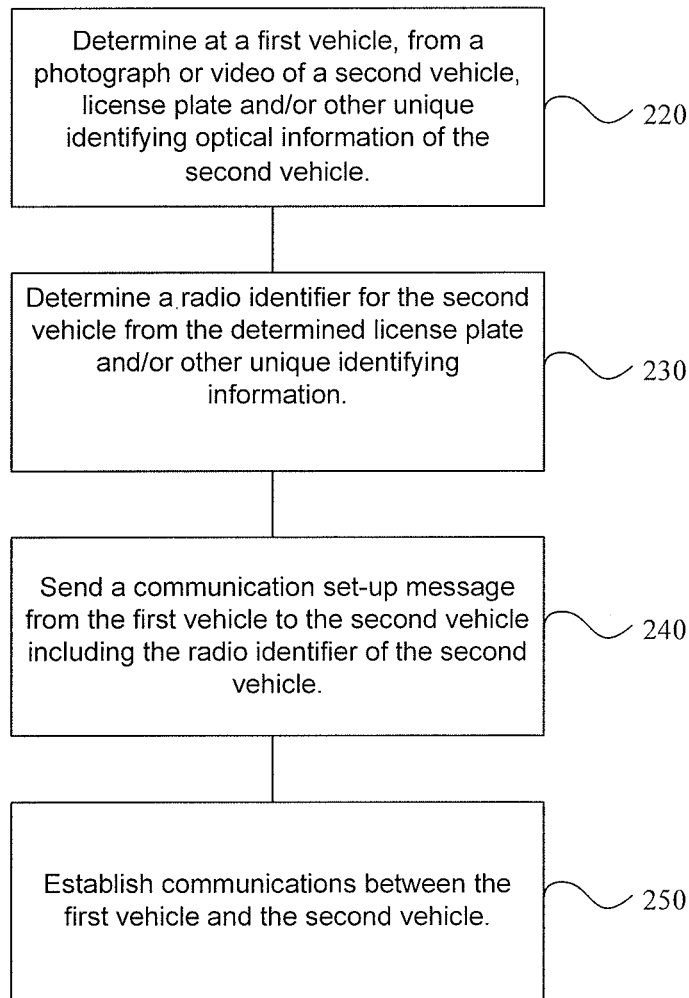 Determine at a first vehicle, from a
photograph or video of a second vehicle,
license plate and/or other unique
identifying optical information of the
second vehicle.
220
Determine a radio identifier for the second
vehicle from the determined license plate
and/or other unique identifying
information.
230
Send a communication set-up message
from the first vehicle to the second vehicle
including the radio identifier of the second
vehicle.
240
Establish communications between the
first vehicle and the second vehicle.
250